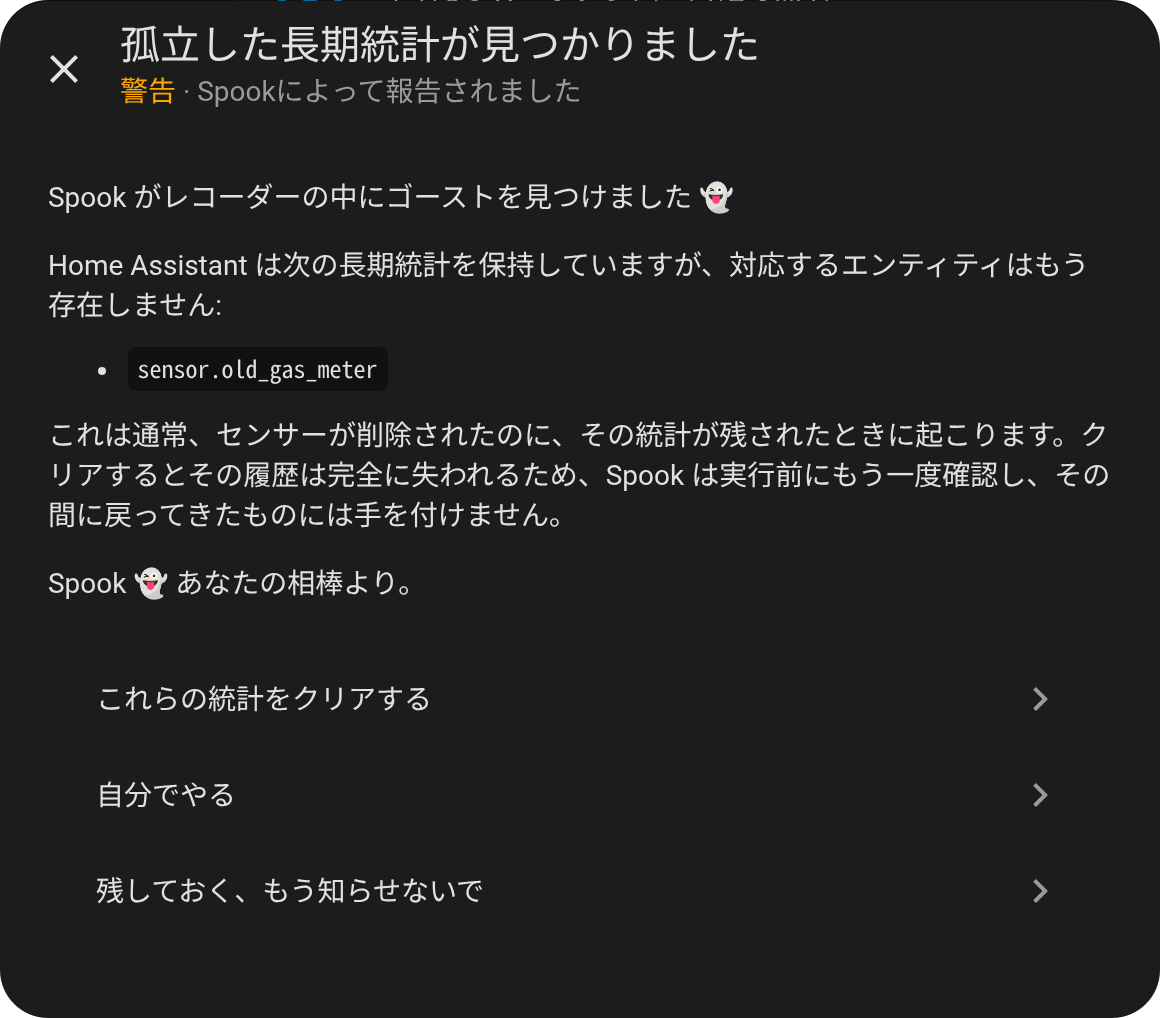 孤立した長期統計が見つかりました
警告 · Spookによって報告されました
Spook がレコーダーの中にゴーストを見つけました 👻
Home Assistant は次の長期統計を保持していますが、対応するエンティティはもう
存在しません:
• sensor.old_gas_meter
これは通常、センサーが削除されたのに、その統計が残されたときに起こります。ク
リアするとその履歴は完全に失われるため、Spook は実行前にもう一度確認し、その
間に戻ってきたものには手を付けません。
Spook 👻 あなたの相棒より。
これらの統計をクリアする
自分でやる
残しておく、もう知らせないで